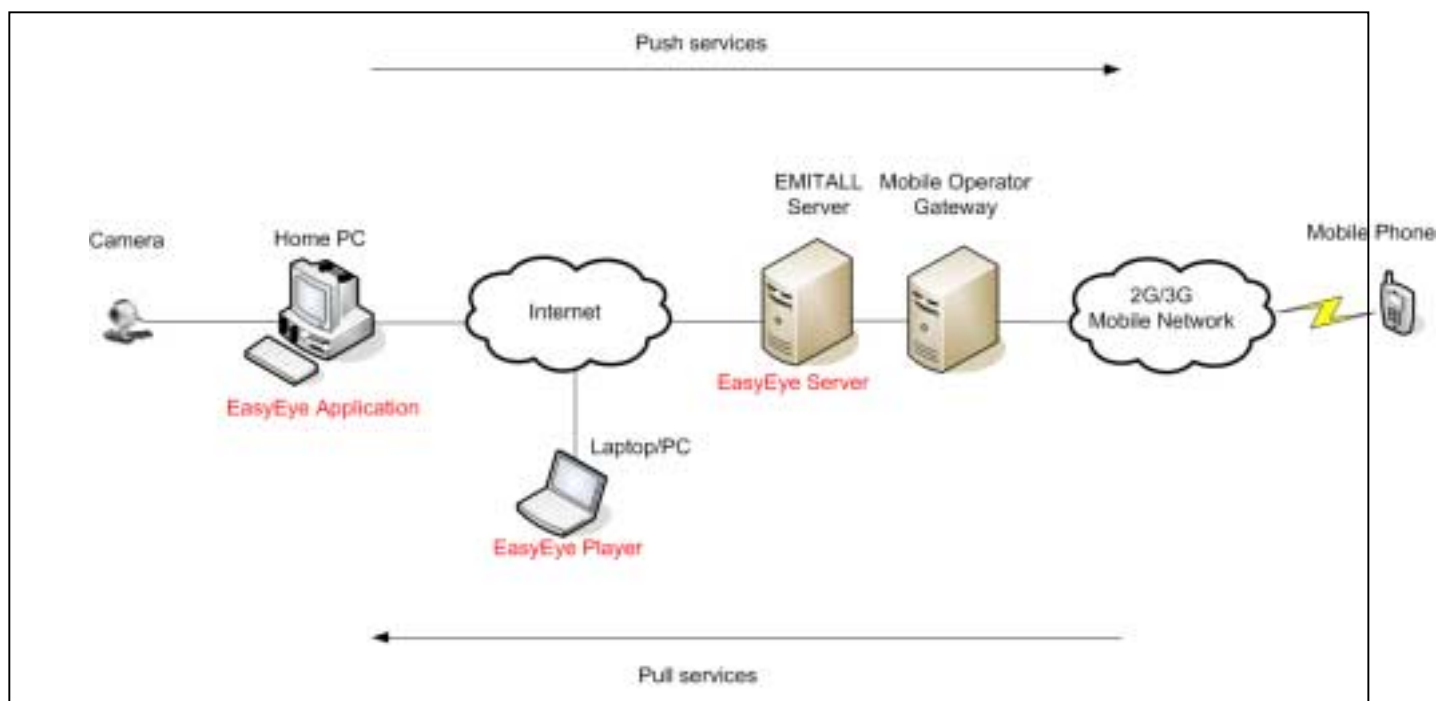 Push services
EMITALL
Server
Mobile Operator
Gateway
Camera
Home PC
Mobile Phone
Internet
2G/3G
Mobile Network
EasyEye Application
EasyEye Server
Laptop/PC
EasyEye Player
Pull services